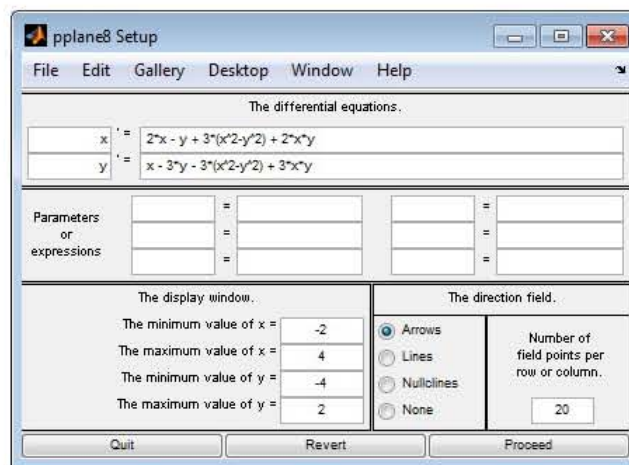 pplane8 Setup
File Edit Gallery Desktop Window Help
The differential equations.
x ' = 2*x - y + 3*(x^2-y^2) + 2*x*y
y ' = x - 3*y - 3*(x^2-y^2) + 3*x*y
Parameters
or
expressions
= =
= =
= =
The display window.
The minimum value of x = -2
The maximum value of x = 4
The minimum value of y = -4
The maximum value of y = 2
The direction field.
Arrows
Lines
Nullclines
None
Number of
field points per
row or column.
20
Quit Revert Proceed